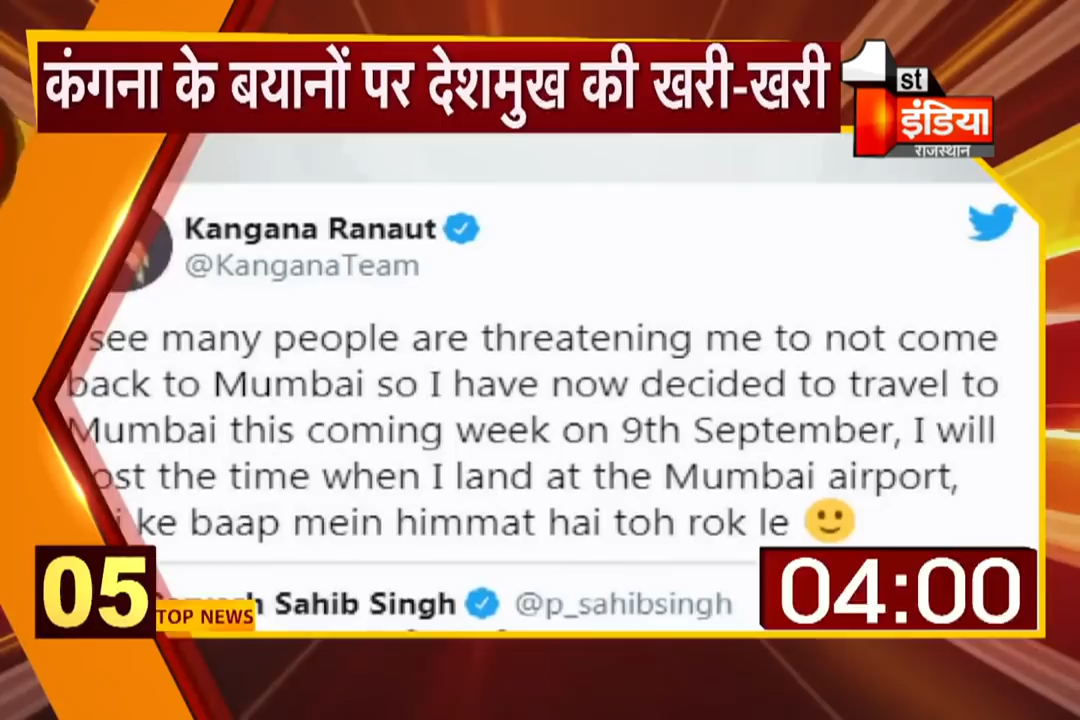 कंगना के बयानों पर देशमुख की खरी-खरी
1st
इंडिया
राजस्थान
Kangana Ranaut
@KanganaTeam
see many people are threatening me to not come
back to Mumbai so I have now decided to travel to
Mumbai this coming week on 9th September, I will
the time when I land at the Mumbai airport,
ke baap mein himmat hai toh rok le
Sahib Singh @p_sahibsingh
05
TOP NEWS
04:00